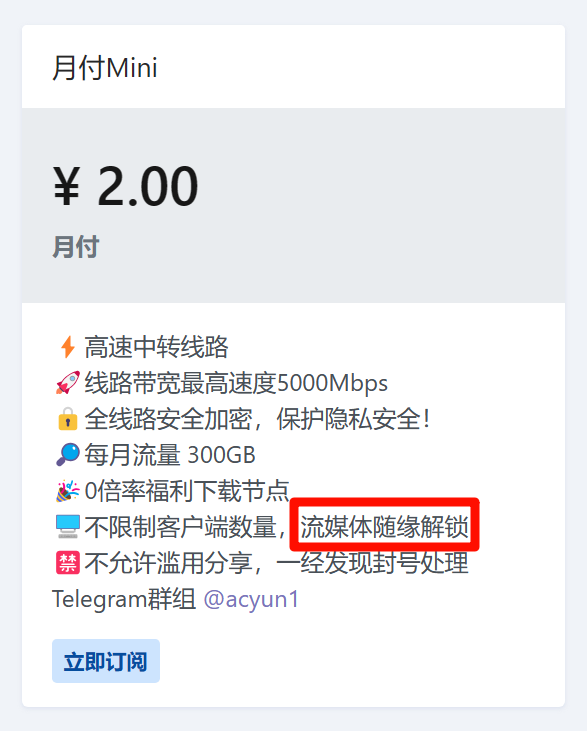 月付Mini
¥ 2.00
月付
⚡高速中转线路
🚀线路带宽最高速度5000Mbps
🔒全线路安全加密，保护隐私安全！
🔎每月流量 300GB
🎉0倍率福利下载节点
🖥️不限制客户端数量，流媒体随缘解锁
🈲不允许滥用分享，一经发现封号处理
Telegram群组 @acyun1
立即订阅